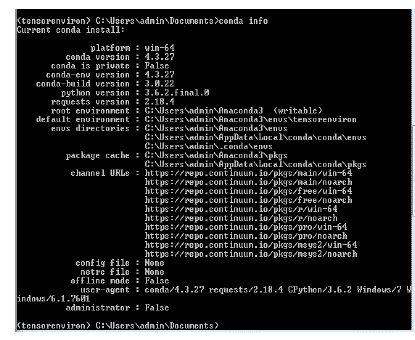 (tensorenviron) C:\Users\admin\Documents>conda info
Current conda install:
platform : win-64
conda version : 4.3.27
conda is private : False
conda-env version : 4.3.27
conda-build version : 3.0.22
python version : 3.6.2.final.0
requests version : 2.18.4
root environment : C:\Users\admin\Anaconda3  (writable)
default environment : C:\Users\admin\Anaconda3\envs\tensorenviron
envs directories : C:\Users\admin\Anaconda3\envs
C:\Users\admin\AppData\Local\conda\conda\envs
C:\Users\admin\.conda\envs
package cache : C:\Users\admin\Anaconda3\pkgs
C:\Users\admin\AppData\Local\conda\conda\pkgs
channel URLs : https://repo.continuum.io/pkgs/main/win-64
https://repo.continuum.io/pkgs/main/noarch
https://repo.continuum.io/pkgs/free/win-64
https://repo.continuum.io/pkgs/free/noarch
https://repo.continuum.io/pkgs/r/win-64
https://repo.continuum.io/pkgs/r/noarch
https://repo.continuum.io/pkgs/pro/win-64
https://repo.continuum.io/pkgs/pro/noarch
https://repo.continuum.io/pkgs/msys2/win-64
https://repo.continuum.io/pkgs/msys2/noarch
config file : None
netrc file : None
offline mode : False
user-agent : conda/4.3.27 requests/2.18.4 CPython/3.6.2 Windows/7 W
indows/6.1.7601
administrator : False
(tensorenviron) C:\Users\admin\Documents>